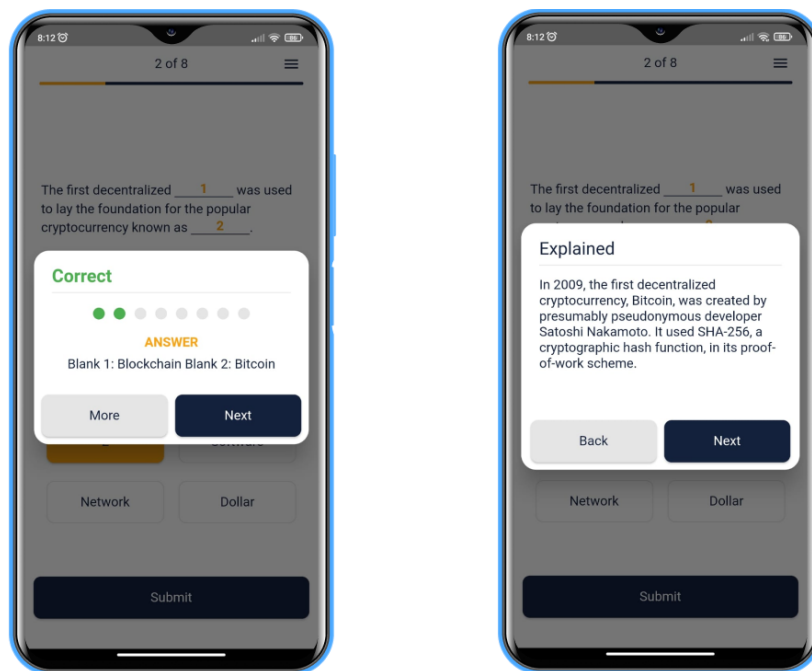 8:12
2 of 8
The first decentralized 1 was used
to lay the foundation for the popular
cryptocurrency known as 2.
Correct
ANSWER
Blank 1: Blockchain Blank 2: Bitcoin
More
Next
Network
Dollar
Submit
8:12
2 of 8
The first decentralized 1 was used
to lay the foundation for the popular
Explained
In 2009, the first decentralized
cryptocurrency, Bitcoin, was created by
presumably pseudonymous developer
Satoshi Nakamoto. It used SHA-256, a
cryptographic hash function, in its proof-
of-work scheme.
Back
Next
Network
Dollar
Submit